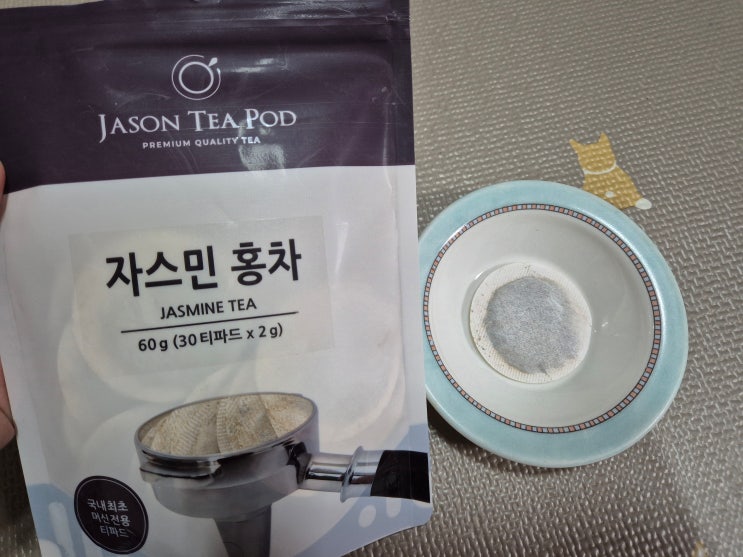 JASON TEA POD
PREMIUM QUALITY TEA
자스민 홍차
JASMINE TEA
60g (30티파드 x 2g)
국내최초
머신전용
티파드